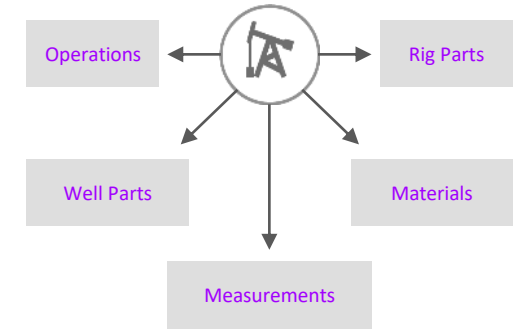 Operations
Rig Parts
Well Parts
Materials
Measurements